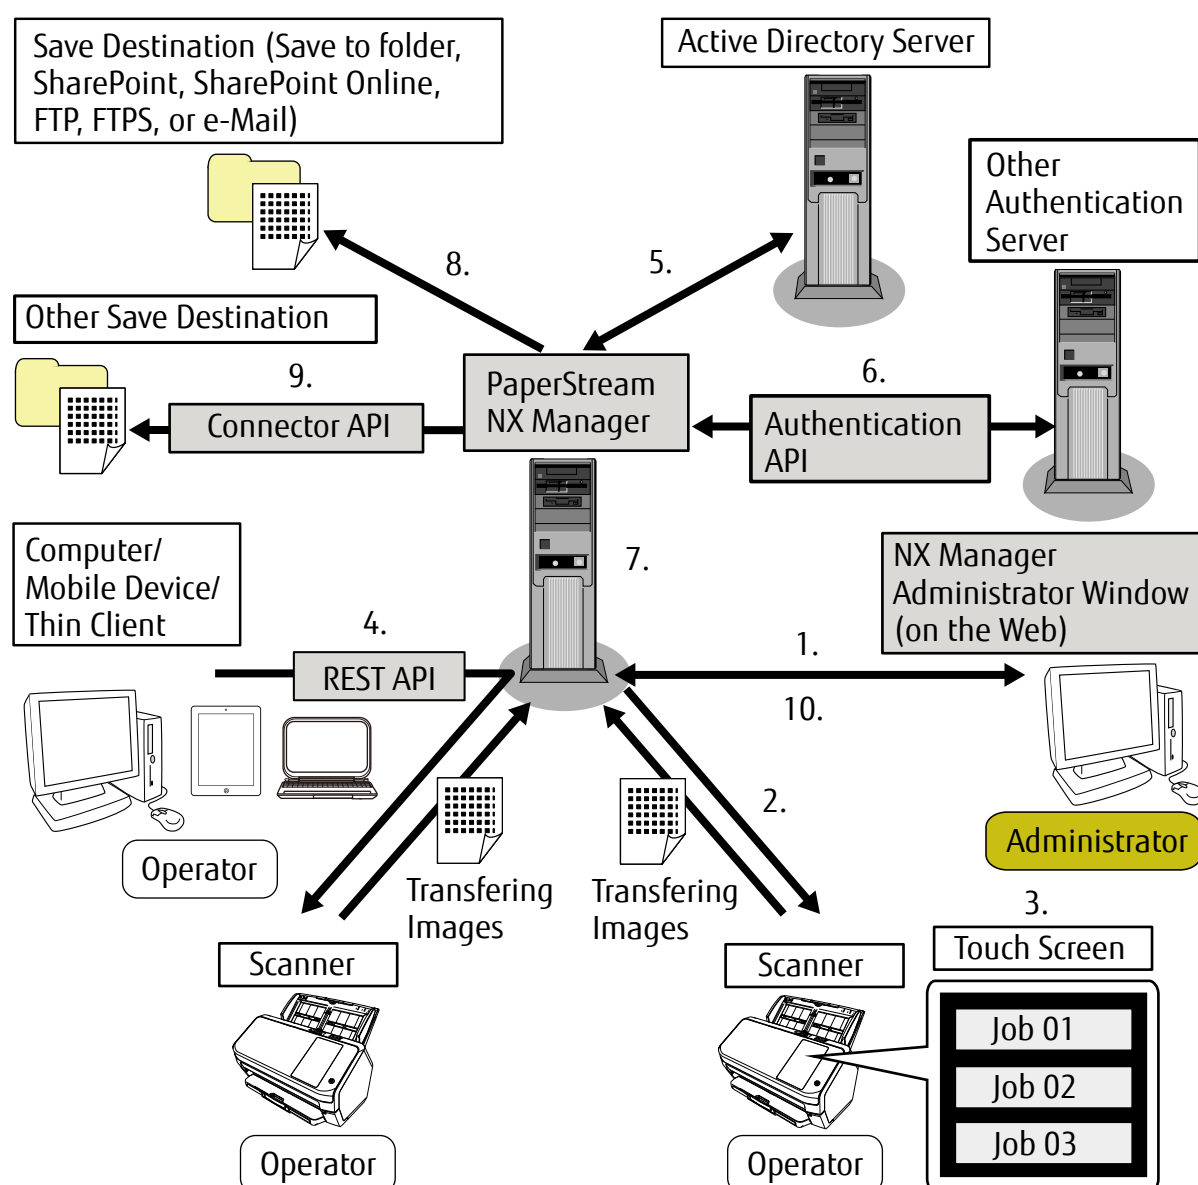 Save Destination (Save to folder,
SharePoint, SharePoint Online,
FTP, FTPS, or e-Mail)
Active Directory Server
Other
Authentication
Server
8.
5.
Other Save Destination
9.
Connector API
PaperStream
NX Manager
6.
Authentication
API
Computer/
Mobile Device/
Thin Client
7.
NX Manager
Administrator Window
(on the Web)
4.
REST API
1.
10.
2.
Operator
Administrator
Transfering
Images
Transfering
Images
3.
Scanner
Scanner
Touch Screen
Job 01
Job 02
Job 03
Operator
Operator